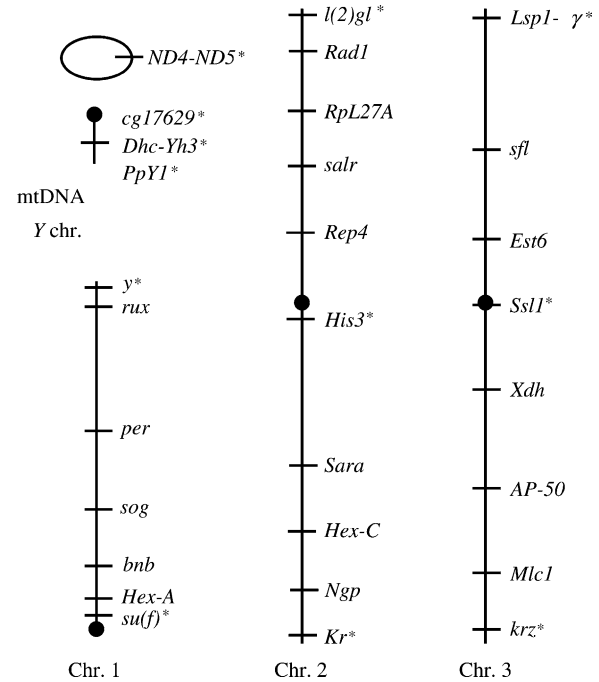 ND4-ND5*
cg17629*
Dhc-Yh3*
PpY1*
mtDNA
Y chr.
y*
rux
per
sog
bnb
Hex-A
su(f)*
Chr. 1
l(2)gl *
Rad1
RpL27A
salr
Rep4
His3*
Sara
Hex-C
Ngp
Kr*
Chr. 2
Lsp1- γ*
sfl
Est6
Ssl1*
Xdh
AP-50
Mlc1
krz*
Chr. 3